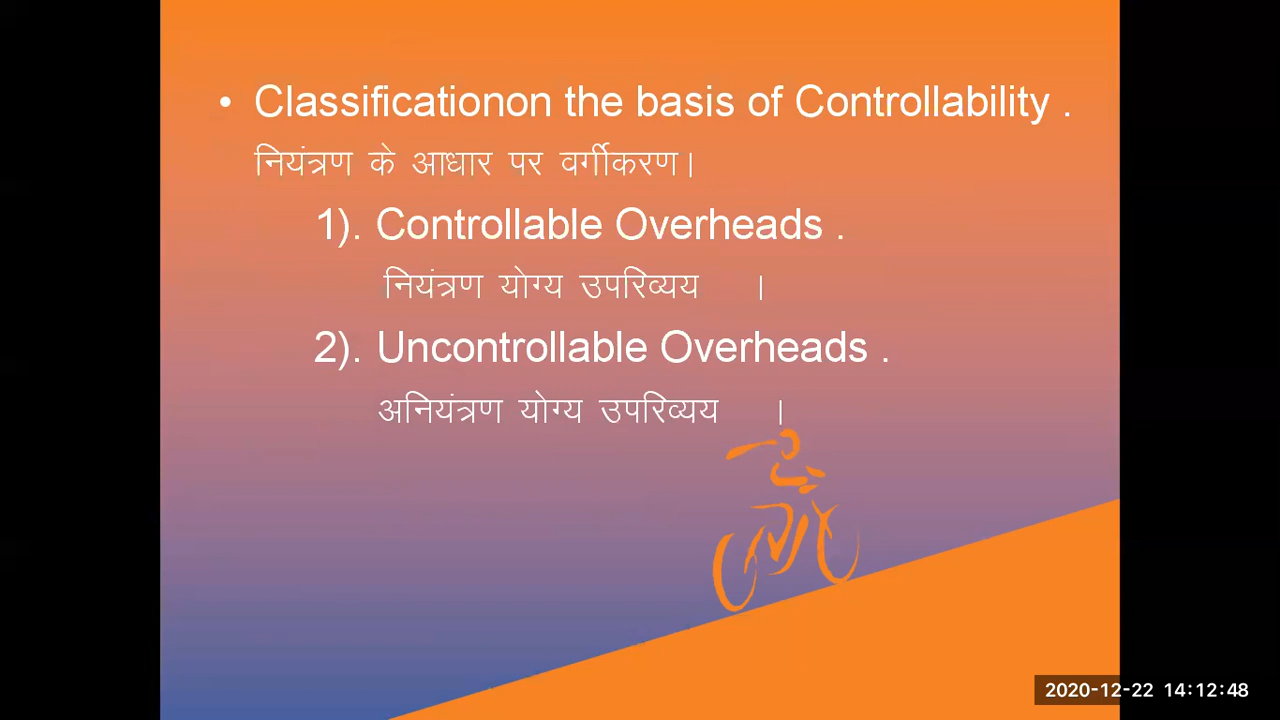 • Classificationon the basis of Controllability .
नियंत्रण के आधार पर वर्गीकरण।
1). Controllable Overheads .
नियंत्रण योग्य उपरिव्यय ।
2). Uncontrollable Overheads .
अनियंत्रण योग्य उपरिव्यय ।
2020-12-22 14:12:48